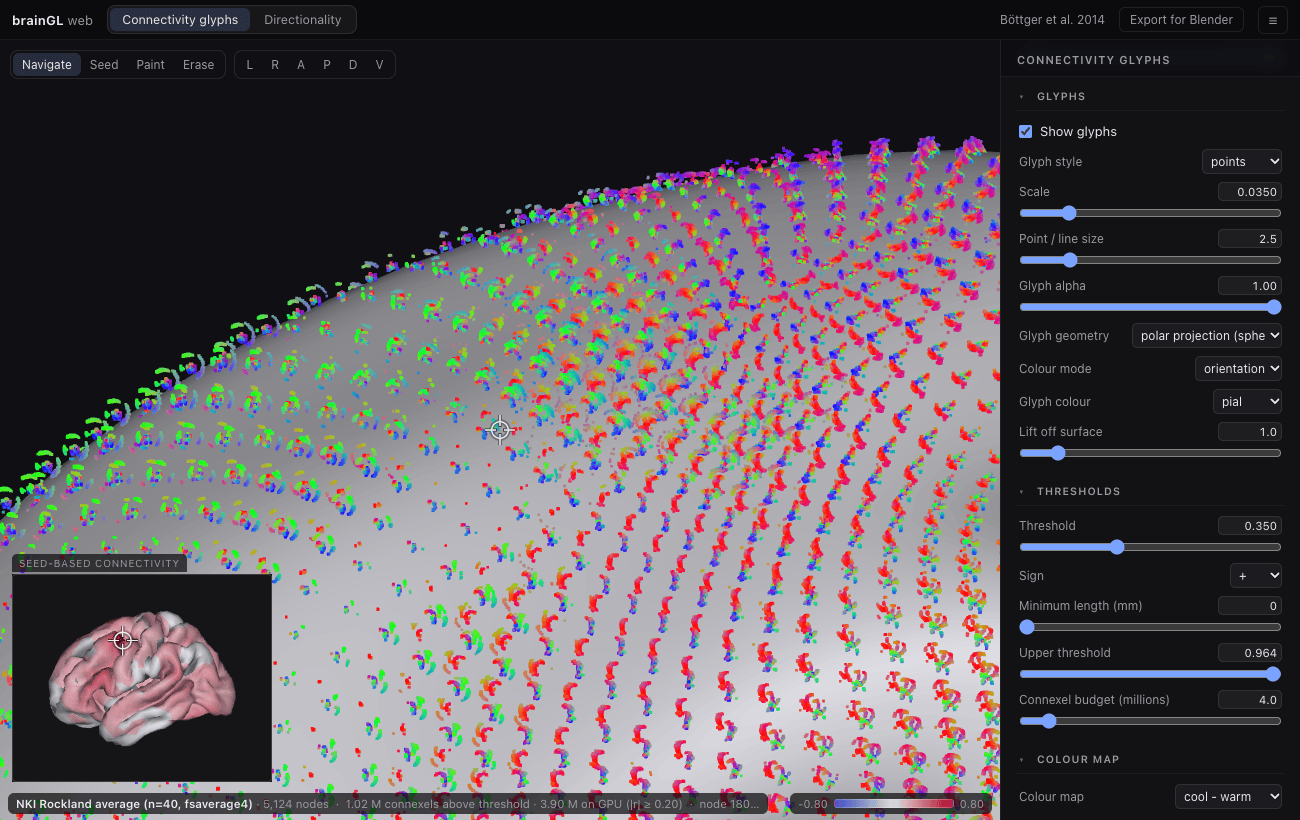 brainGL web Connectivity glyphs Directionality Böttger et al. 2014 Export for Blender
Navigate Seed Paint Erase L R A P D V
CONNECTIVITY GLYPHS
GLYPHS
Show glyphs
Glyph style points
Scale 0.0350
Point / line size 2.5
Glyph alpha 1.00
Glyph geometry polar projection (sphe
Colour mode orientation
Glyph colour pial
Lift off surface 1.0
THRESHOLDS
Threshold 0.350
Sign +
Minimum length (mm) 0
Upper threshold 0.964
Connexel budget (millions) 4.0
COLOUR MAP
Colour map cool - warm
SEED-BASED CONNECTIVITY
NKI Rockland average (n=40, fsaverage4) · 5,124 nodes · 1.02 M connexels above threshold · 3.90 M on GPU (|r| ≥ 0.20) · node 180… -0.80 0.80